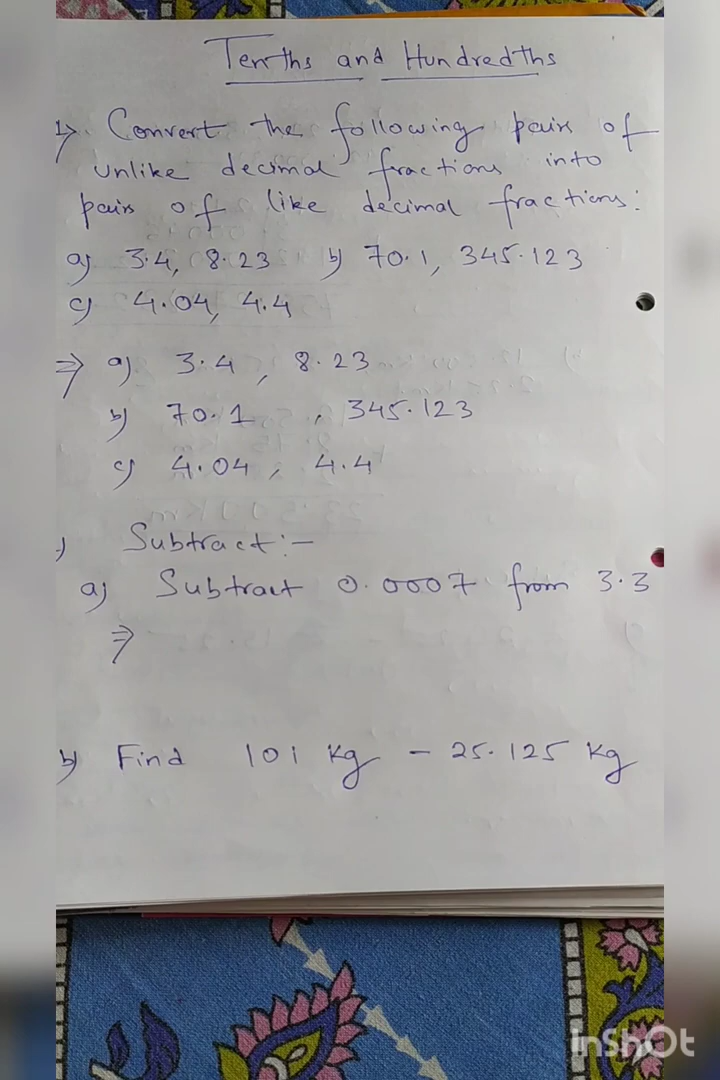 Tenths and Hundredths
1) Convert the following pairs of
unlike decimal fractions into
pairs of like decimal fractions:
a) 3.4, 8.23 b) 70.1, 345.123
c) 4.04, 4.4
⇒ a) 3.4, 8.23
b) 70.1, 345.123
c) 4.04, 4.4
) Subtract:-
a) Subtract 0.0007 from 3.3
⇒
b) Find 101 kg - 25.125 kg
InShOt